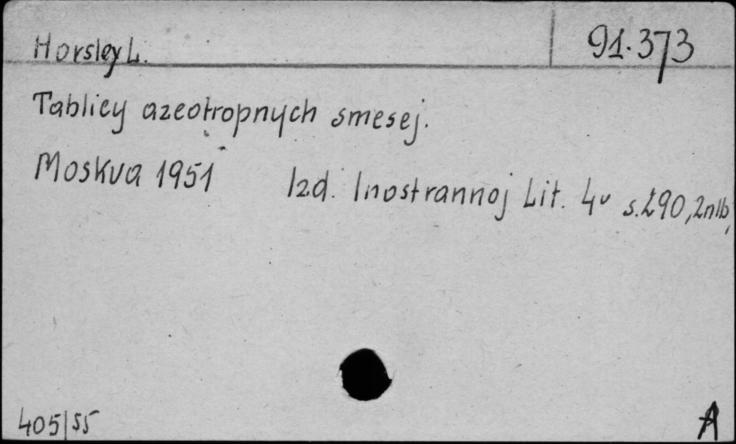 Horsley L.
91.373
Tablicy azeotropnych smesej.
Moskva 1951 Izd. Inostrannoj Lit. 4° s. 290, 2nlb,
405/55
A